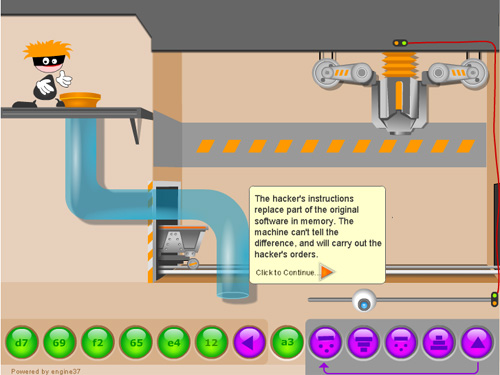 The hacker's instructions
replace part of the original
software in memory. The
machine can't tell the
difference, and will carry out the
hacker's orders.
Click to Continue...
d7 69 f2 65 e4 12 a3
Powered by engine37